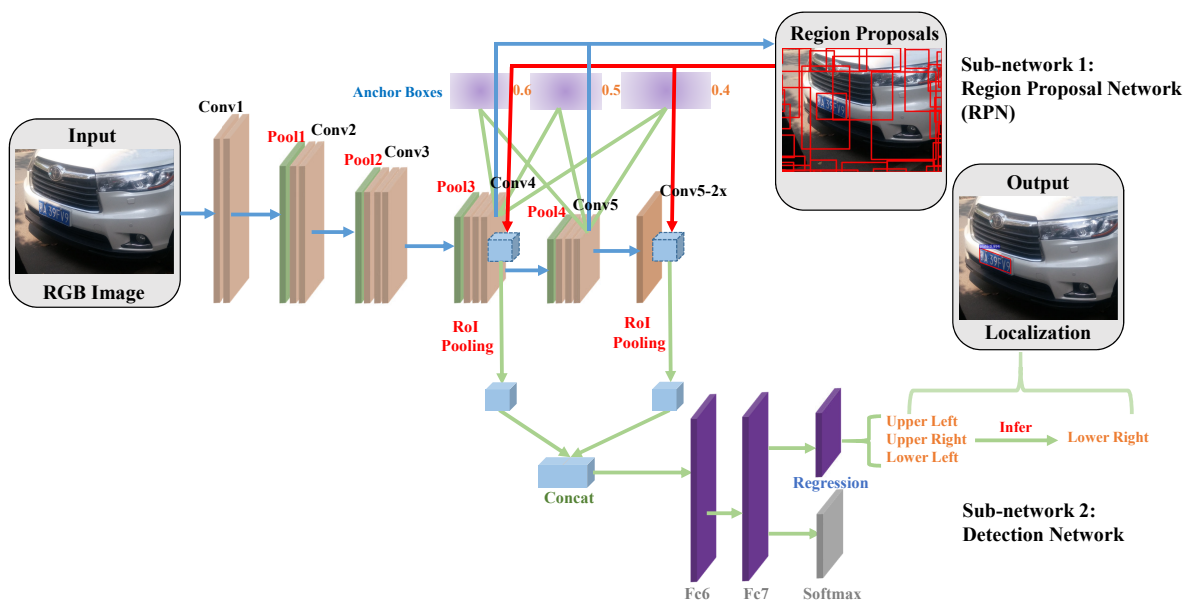 Region Proposals
Sub-network 1:
Region Proposal Network
(RPN)
Anchor Boxes
0.6
0.5
0.4
Input
RGB Image
Conv1
Pool1
Conv2
Pool2
Conv3
Pool3
Conv4
Pool4
Conv5
Conv5-2x
Output
Localization
RoI
Pooling
RoI
Pooling
Concat
Fc6
Fc7
Regression
Softmax
Upper Left
Upper Right
Lower Left
Infer
Lower Right
Sub-network 2:
Detection Network